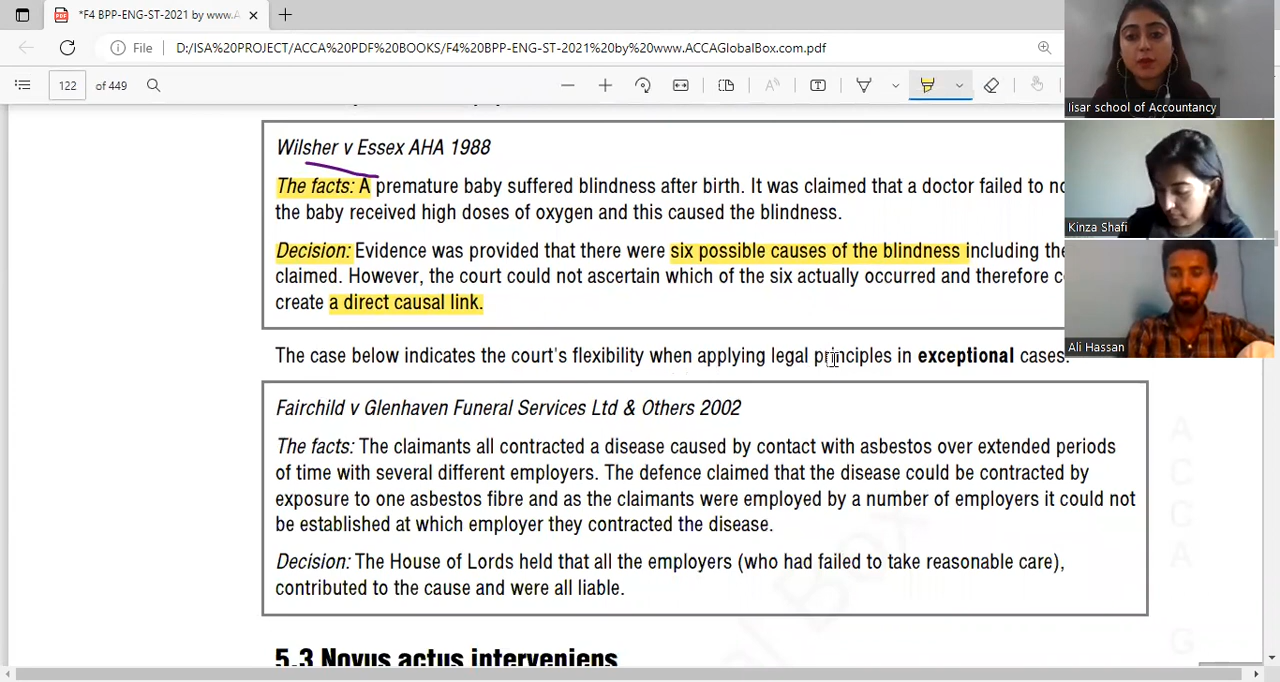 *F4 BPP-ENG-ST-2021 by www.A
File
D:/ISA%20PROJECT/ACCA%20PDF%20BOOKS/F4%20BPP-ENG-ST-2021%20by%20www.ACCAGlobalBox.com.pdf
122 of 449
Wilsher v Essex AHA 1988
The facts: A premature baby suffered blindness after birth. It was claimed that a doctor failed to no
the baby received high doses of oxygen and this caused the blindness.
Decision: Evidence was provided that there were six possible causes of the blindness including the
claimed. However, the court could not ascertain which of the six actually occurred and therefore c
create a direct causal link.
The case below indicates the court's flexibility when applying legal principles in exceptional cases.
Fairchild v Glenhaven Funeral Services Ltd & Others 2002
The facts: The claimants all contracted a disease caused by contact with asbestos over extended periods
of time with several different employers. The defence claimed that the disease could be contracted by
exposure to one asbestos fibre and as the claimants were employed by a number of employers it could not
be established at which employer they contracted the disease.
Decision: The House of Lords held that all the employers (who had failed to take reasonable care),
contributed to the cause and were all liable.
5.3 Novus actus interveniens
lisar school of Accountancy
Kinza Shafi
Ali Hassan
A
C
C
A
G
al Box